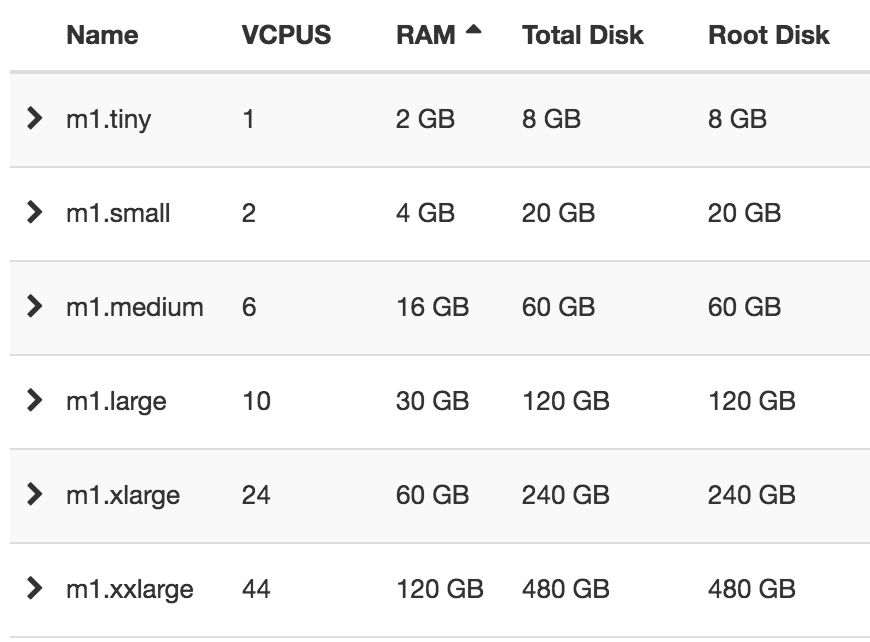 Name VCPUS RAM Total Disk Root Disk
m1.tiny 1 2 GB 8 GB 8 GB
m1.small 2 4 GB 20 GB 20 GB
m1.medium 6 16 GB 60 GB 60 GB
m1.large 10 30 GB 120 GB 120 GB
m1.xlarge 24 60 GB 240 GB 240 GB
m1.xxlarge 44 120 GB 480 GB 480 GB